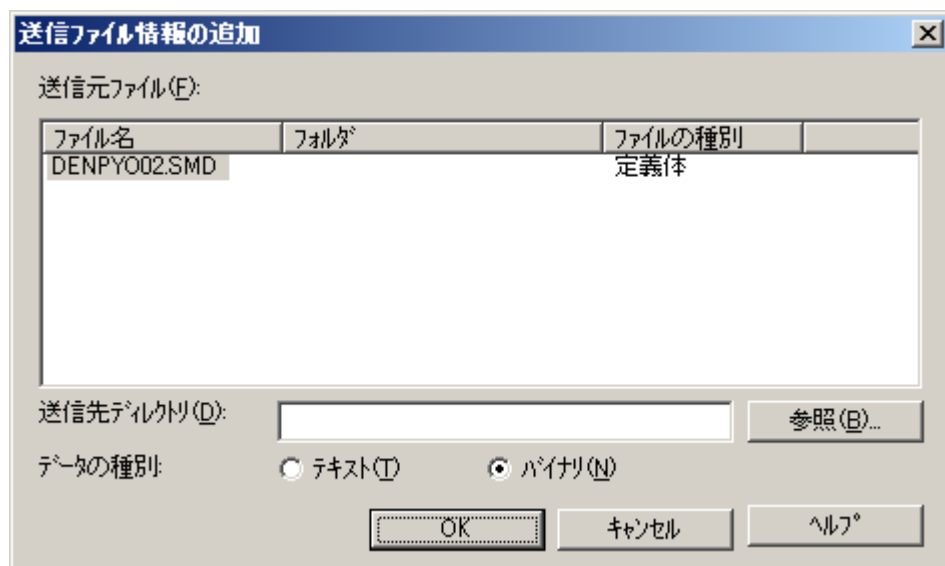 送信ファイル情報の追加
送信元ファイル(F):
ファイル名 フォルダ ファイルの種別
DENPYO02.SMD 定義体
送信先ディレクトリ(D): 参照(B)...
データの種別: テキスト(T) バイナリ(N)
OK キャンセル ヘルプ